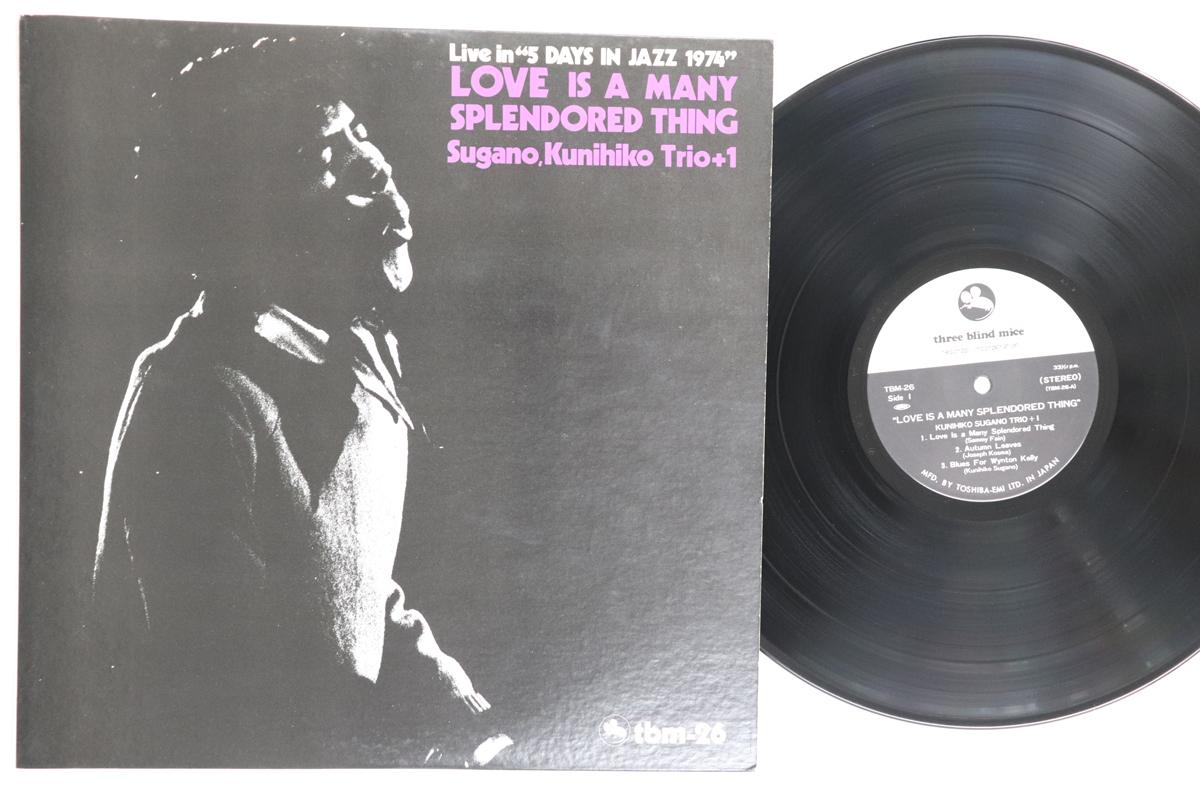 Live in “5 DAYS IN JAZZ 1974”
LOVE IS A MANY
SPLENDORED THING
Sugano, Kunihiko Trio+1
tbm-26
three blind mice
33⅓r.p.m.
TBM-26
(STEREO)
Side 1
(TBM-26-A)
"LOVE IS A MANY SPLENDORED THING"
KUNIHIKO SUGANO TRIO + 1
1. Love Is a Many Splendored Thing
(Sammy Fain)
2. Autumn Leaves
(Joseph Kosma)
3. Blues For Wynton Kelly
(Kunihiko Sugano)
MFD. BY TOSHIBA-EMI LTD. IN JAPAN